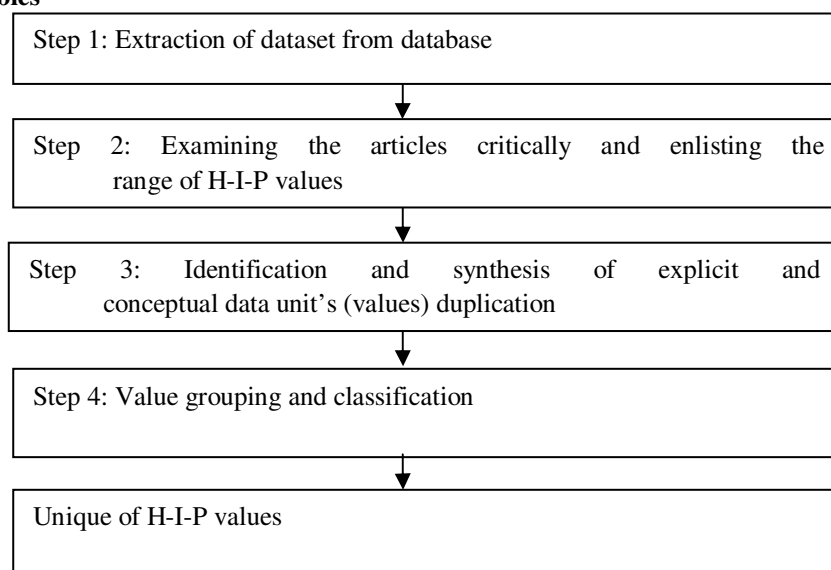 Step 1: Extraction of dataset from database
Step 2: Examining the articles critically and enlisting the
range of H-I-P values
Step 3: Identification and synthesis of explicit and
conceptual data unit's (values) duplication
Step 4: Value grouping and classification
Unique of H-I-P values